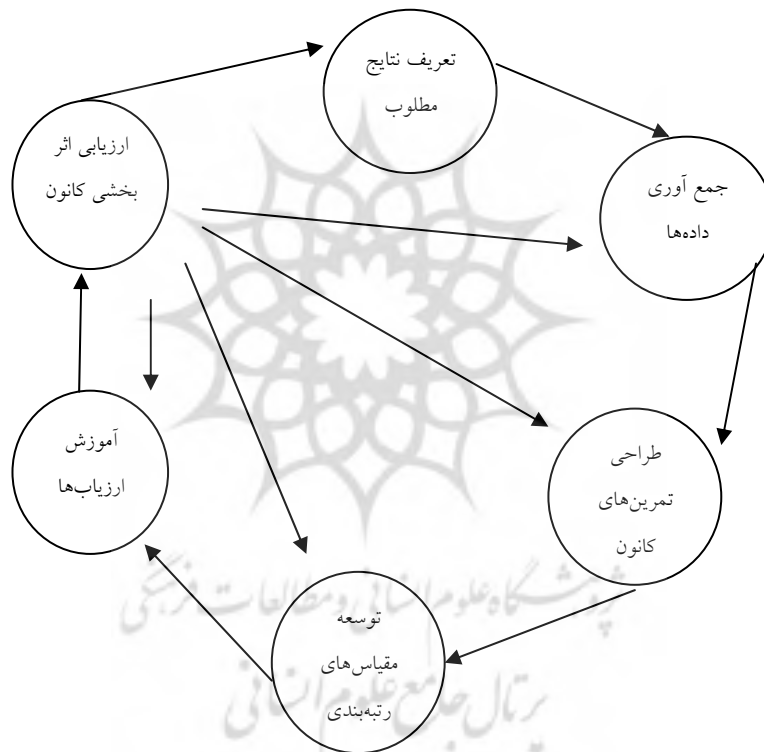 تعریف نتایج
مطلوب
جمع آوری
داده‌ها
طراحی
تمرین‌های
کانون
توسعه
مقیاس‌های
رتبه‌بندی
آموزش
ارزیاب‌ها
ارزیابی اثر
بخشی کانون
پژوهشگاه علوم انسانی و مطالعات فرهنگی
پرتال جامع علوم انسانی